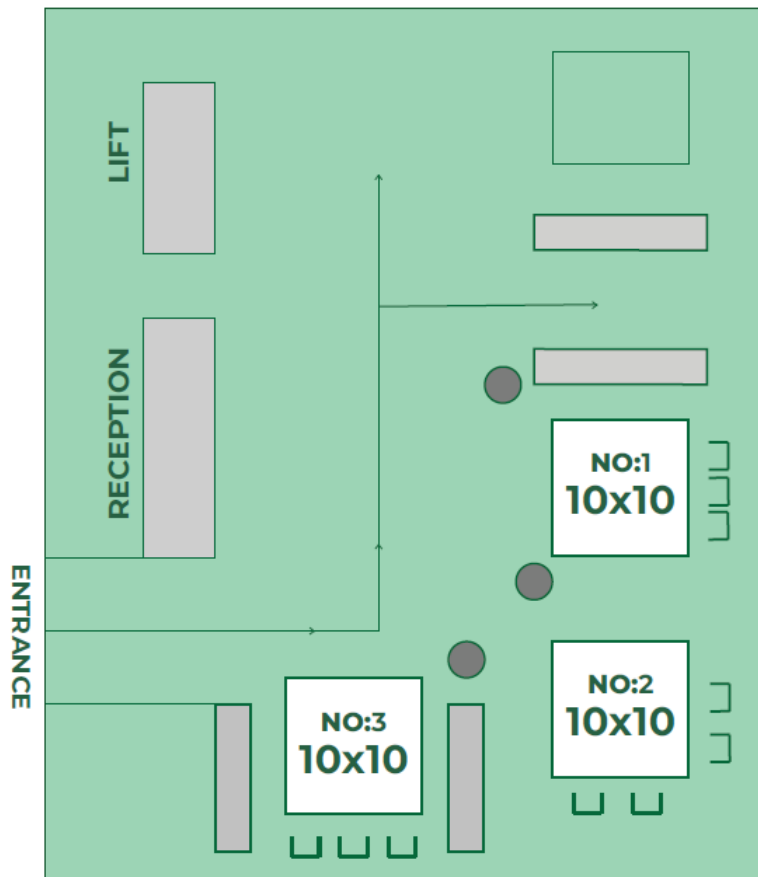 LIFT
RECEPTION
ENTRANCE
NO:1
10x10
NO:2
10x10
NO:3
10x10